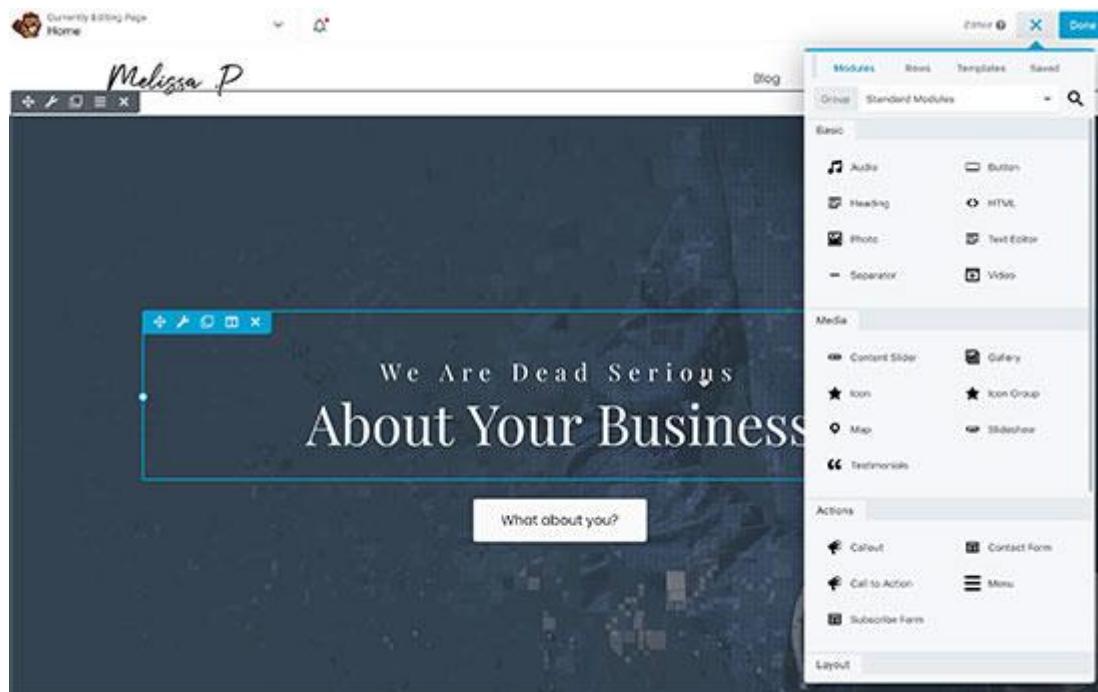 Currently Editing Page
Home
Done
Melissa P
Blog
Modules Rows Templates Saved
Group Standard Modules
Basic
Audio Button
Heading HTML
Photo Text Editor
Separator Video
Media
Content Slider Gallery
Icon Icon Group
Map Slideshow
Testimonials
We Are Dead Serious
About Your Business
What about you?
Actions
Callout Contact Form
Call to Action Menu
Subscribe Form
Layout